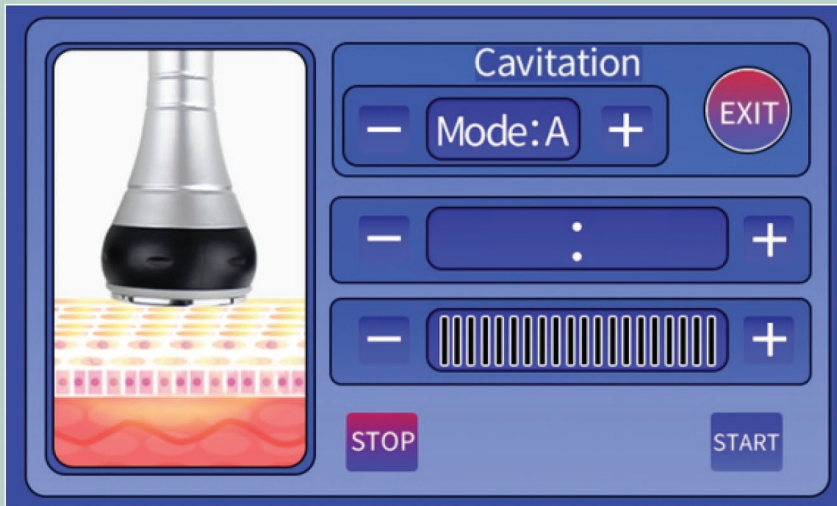 Cavitation
− Mode:A +
EXIT
− : +
− +
STOP
START